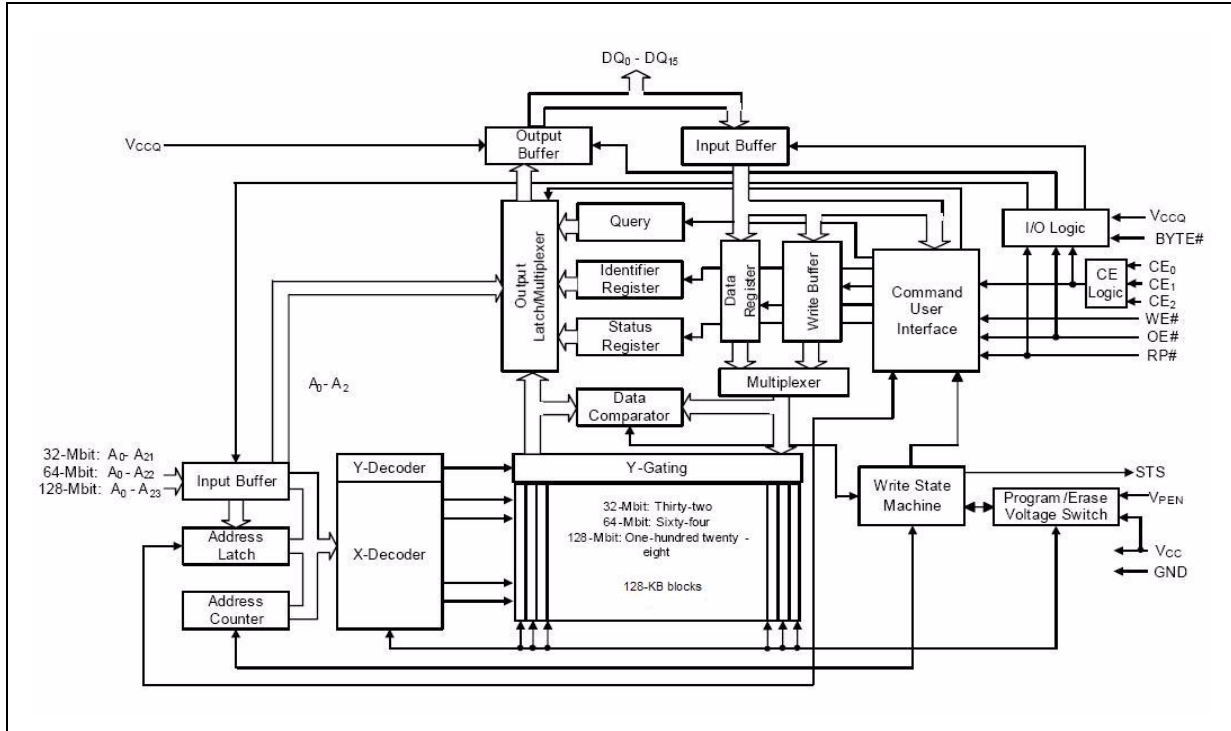 DQ0 - DQ15
VCCQ
Output
Buffer
Input Buffer
Output
Latch/Multiplexer
Query
Identifier
Register
Status
Register
Data
Register
Write Buffer
Command
User
Interface
I/O Logic
VCCQ
BYTE#
CE
Logic
CE0
CE1
CE2
WE#
OE#
RP#
Multiplexer
A0- A2
Data
Comparator
32-Mbit: A0- A21
64-Mbit: A0 - A22
128-Mbit: A0 - A23
Input Buffer
Y-Decoder
Y-Gating
Address
Latch
X-Decoder
Address
Counter
32-Mbit: Thirty-two
64-Mbit: Sixty-four
128-Mbit: One-hundred twenty -
eight
128-KB blocks
Write State
Machine
STS
Program /Erase
Voltage Switch
VPEN
VCC
GND